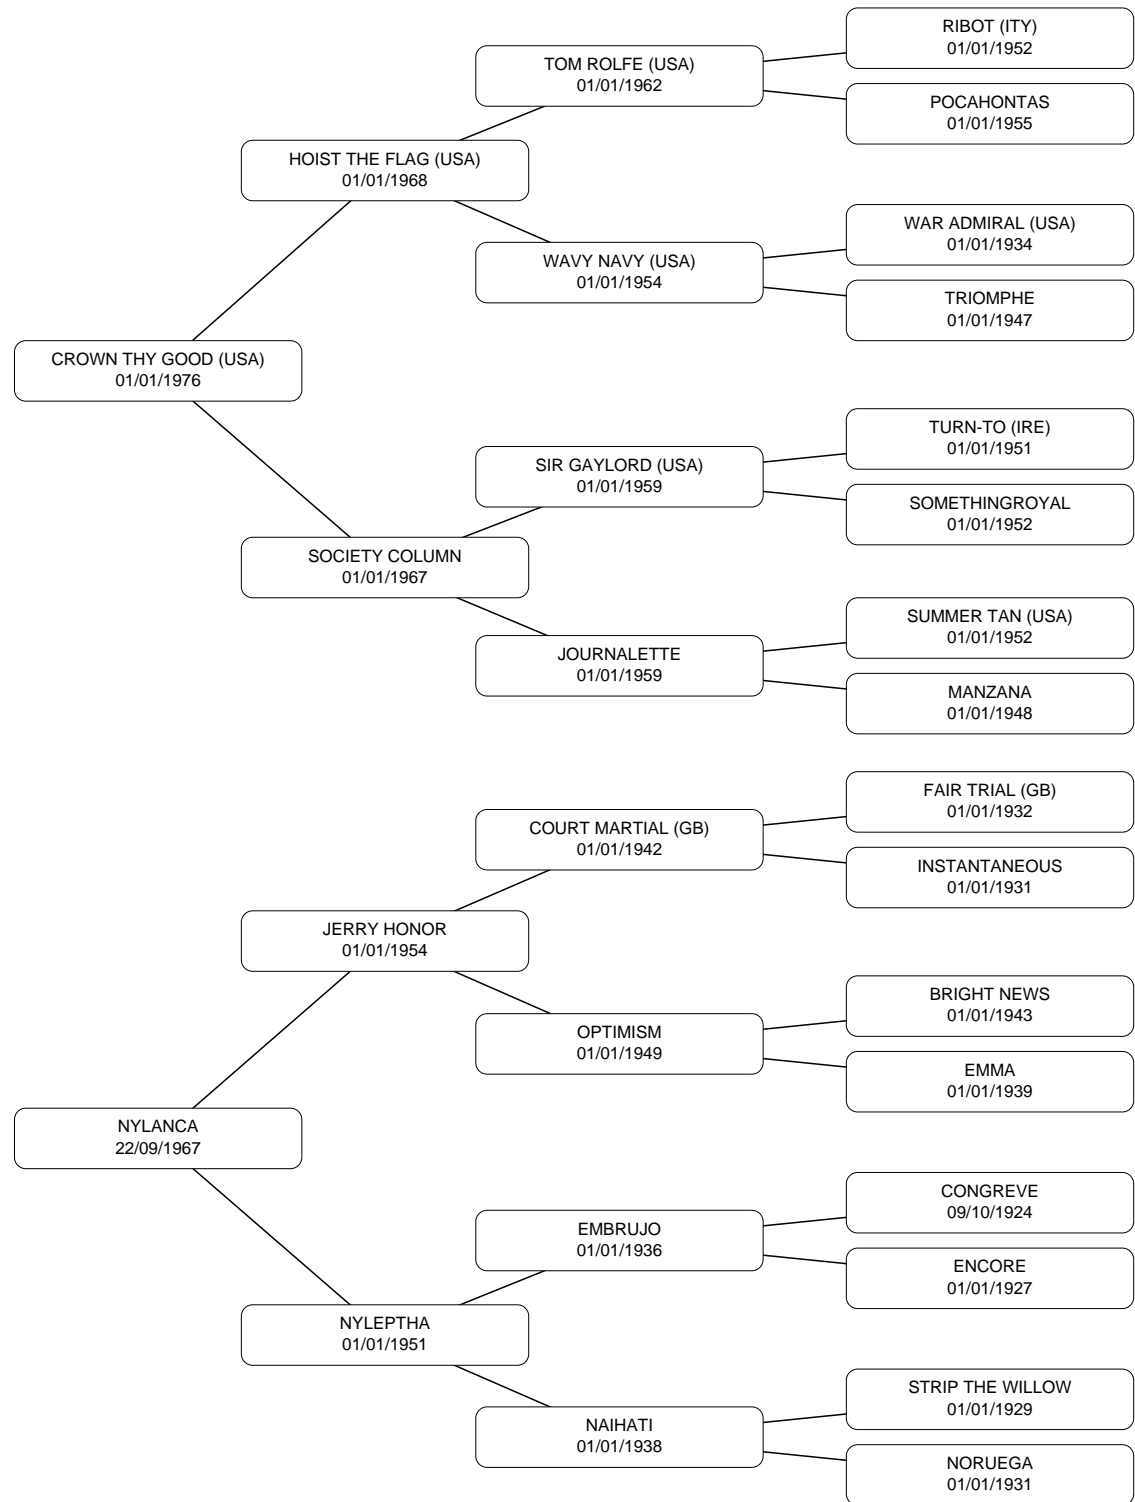 RIBOT (ITY)
01/01/1952
TOM ROLFE (USA)
01/01/1962
POCAHONTAS
01/01/1955
HOIST THE FLAG (USA)
01/01/1968
WAR ADMIRAL (USA)
01/01/1934
WAVY NAVY (USA)
01/01/1954
TRIOMPHE
01/01/1947
CROWN THY GOOD (USA)
01/01/1976
TURN-TO (IRE)
01/01/1951
SIR GAYLORD (USA)
01/01/1959
SOMETHINGROYAL
01/01/1952
SOCIETY COLUMN
01/01/1967
SUMMER TAN (USA)
01/01/1952
JOURNALETTE
01/01/1959
MANZANA
01/01/1948
FAIR TRIAL (GB)
01/01/1932
COURT MARTIAL (GB)
01/01/1942
INSTANTANEOUS
01/01/1931
JERRY HONOR
01/01/1954
BRIGHT NEWS
01/01/1943
OPTIMISM
01/01/1949
EMMA
01/01/1939
NYLANCA
22/09/1967
CONGREVE
09/10/1924
EMBRUJO
01/01/1936
ENCORE
01/01/1927
NYLEPTHA
01/01/1951
STRIP THE WILLOW
01/01/1929
NAIHATI
01/01/1938
NORUEGA
01/01/1931